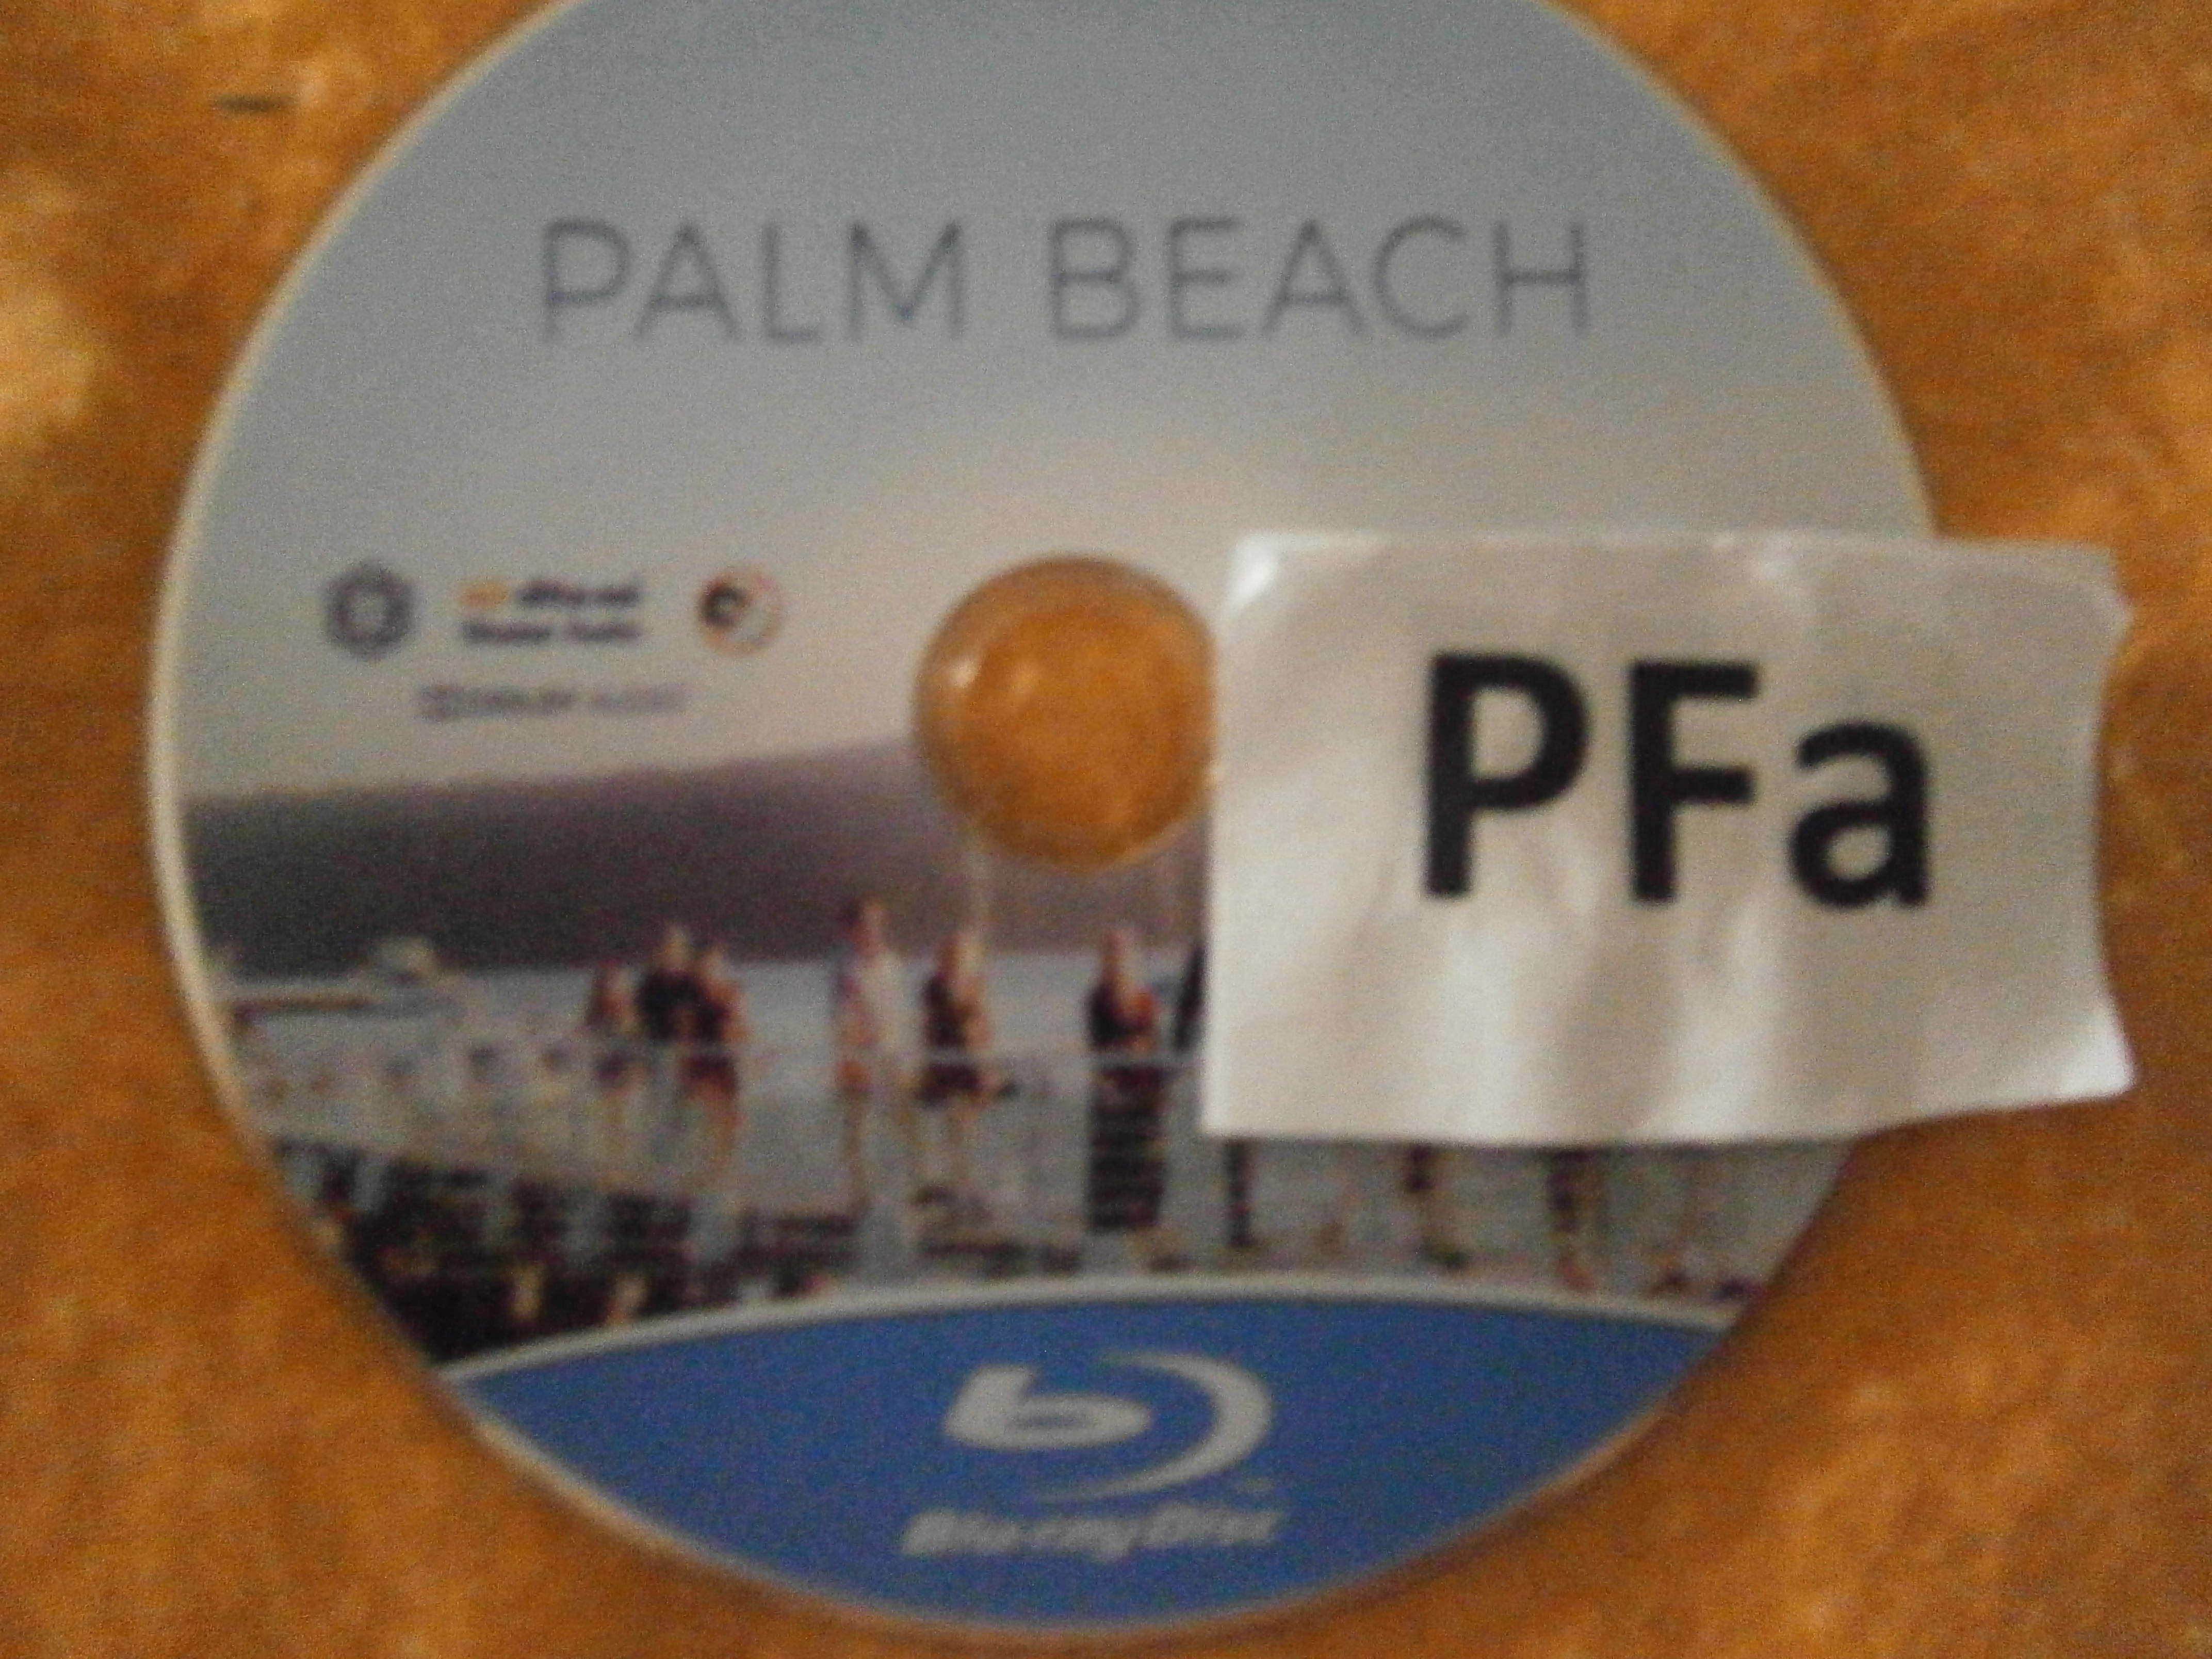 PALM BEACH
PFa
Blu-ray Disc